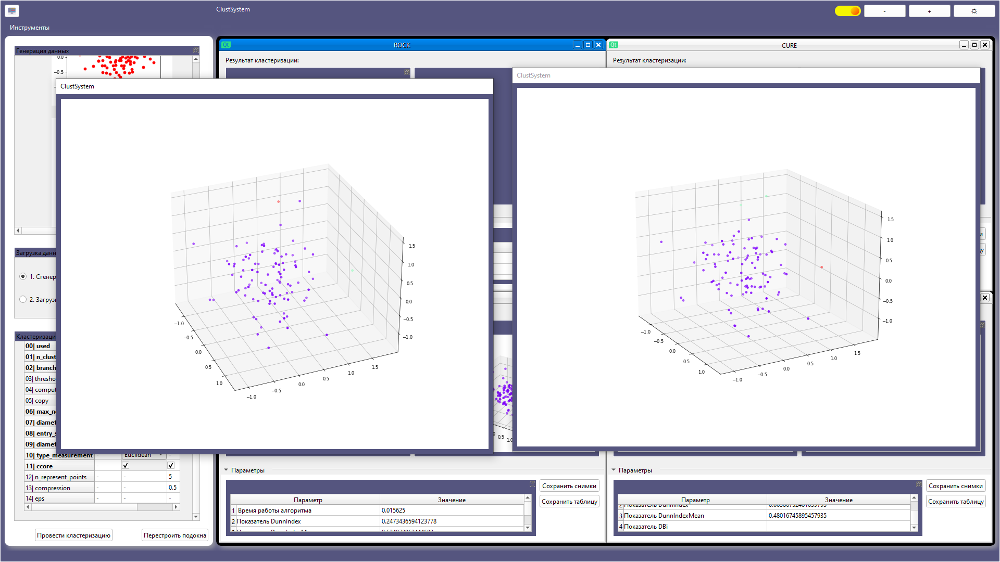 ClustSystem
-
+
Инструменты
Генерация данных
0.0
−0.5
Qt
ROCK
Qt
CURE
Результат кластеризации:
Результат кластеризации:
ClustSystem
ClustSystem
1.5
1.0
0.5
0.0
−0.5
−1.0
−1.0
−0.5
0.0
0.5
1.0
−1.0
−0.5
0.0
0.5
1.0
1.5
1.5
1.0
0.5
0.0
−0.5
−1.0
−1.0
−0.5
0.0
0.5
1.0
−1.0
−0.5
0.0
0.5
1.0
1.5
0.5
1.0
Загрузка данн
1. Сгенер
2. Загрузи
Кластеризаци
00| used
01| n_clust
02| branch
03| thresho
04| comput
05| copy
06| max_n
07| diamet
08| entry_s
09| diamet
10| type_measurement - Euclidean -
11| ccore -
12| n_represent_points - - 5
13| compression - - 0.5
14| eps - - -
Провести кластеризацию
Перестроить подокна
Параметры
Параметр Значение
1 Время работы алгоритма 0.015625
2 Показатель DunnIndex 0.2473436594123778
Сохранить снимки
Сохранить таблицу
Параметры
Параметр Значение
2 Показатель DunnIndex
3 Показатель DunnIndexMean 0.48016745895457935
4 Показатель DBi
Сохранить снимки
Сохранить таблицу